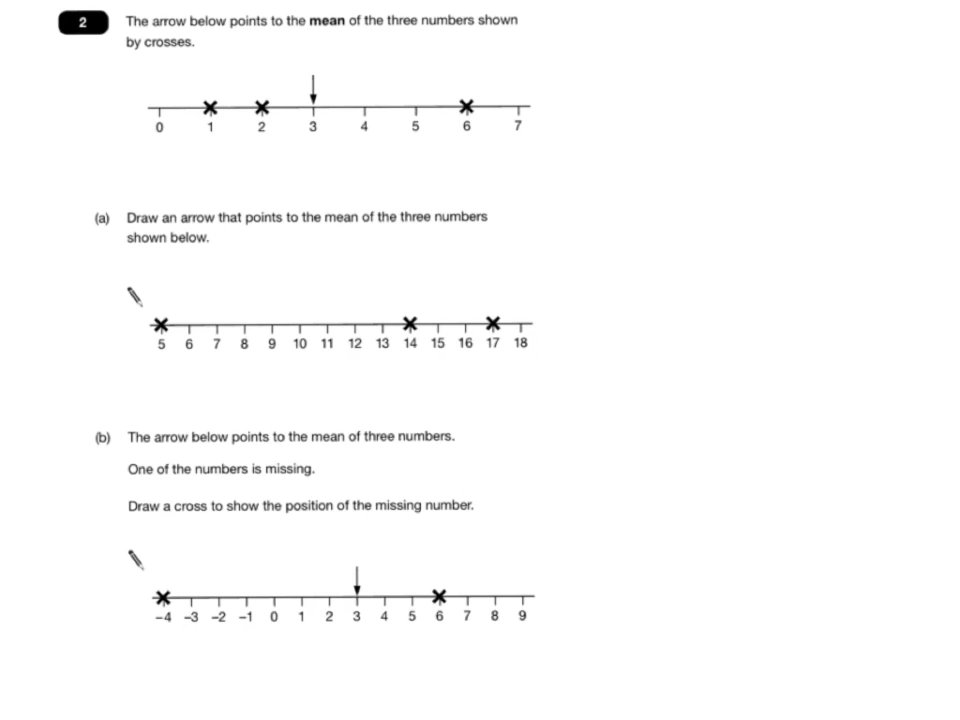 2 The arrow below points to the mean of the three numbers shown
by crosses.
0 1 2 3 4 5 6 7
(a) Draw an arrow that points to the mean of the three numbers
shown below.
5 6 7 8 9 10 11 12 13 14 15 16 17 18
(b) The arrow below points to the mean of three numbers.
One of the numbers is missing.
Draw a cross to show the position of the missing number.
−4 −3 −2 −1 0 1 2 3 4 5 6 7 8 9